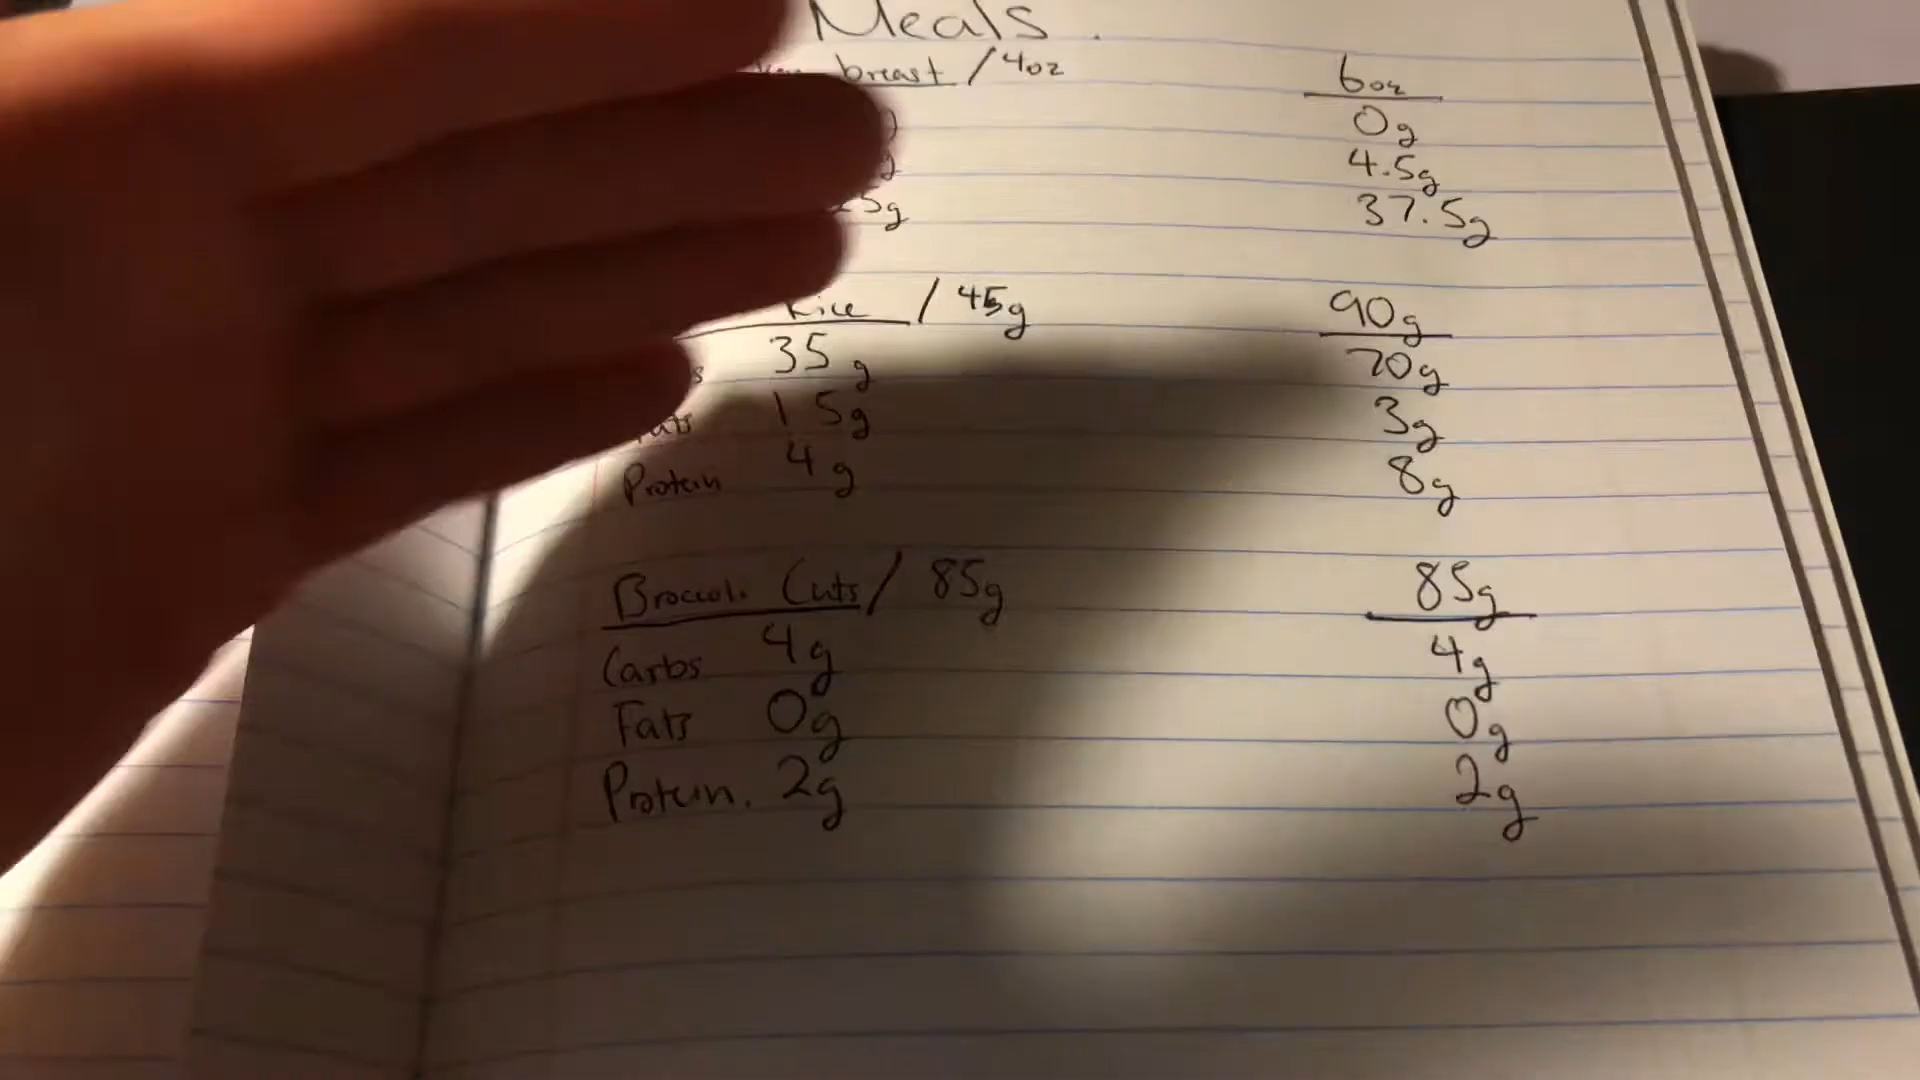 Meals.
breast / 4oz 6oz
0g
4.5g
25g 37.5g
Rice / 45g 90g
35g 70g
1.5g 3g
Protein 4g 8g
Broccoli Cuts / 85g 85g
Carbs 4g 4g
Fats 0g 0g
Protein. 2g 2g